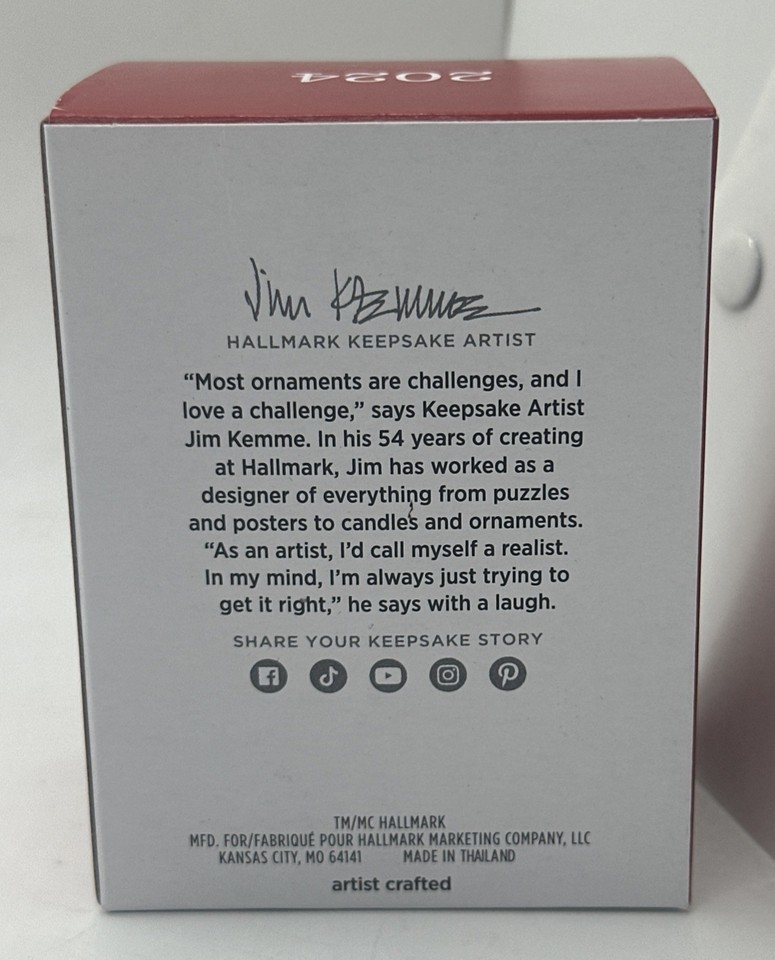 2024
Jim Kemme
HALLMARK KEEPSAKE ARTIST
“Most ornaments are challenges, and I
love a challenge,” says Keepsake Artist
Jim Kemme. In his 54 years of creating
at Hallmark, Jim has worked as a
designer of everything from puzzles
and posters to candles and ornaments.
“As an artist, I’d call myself a realist.
In my mind, I’m always just trying to
get it right,” he says with a laugh.
SHARE YOUR KEEPSAKE STORY
TM/MC HALLMARK
MFD. FOR/FABRIQUÉ POUR HALLMARK MARKETING COMPANY, LLC
KANSAS CITY, MO 64141 MADE IN THAILAND
artist crafted